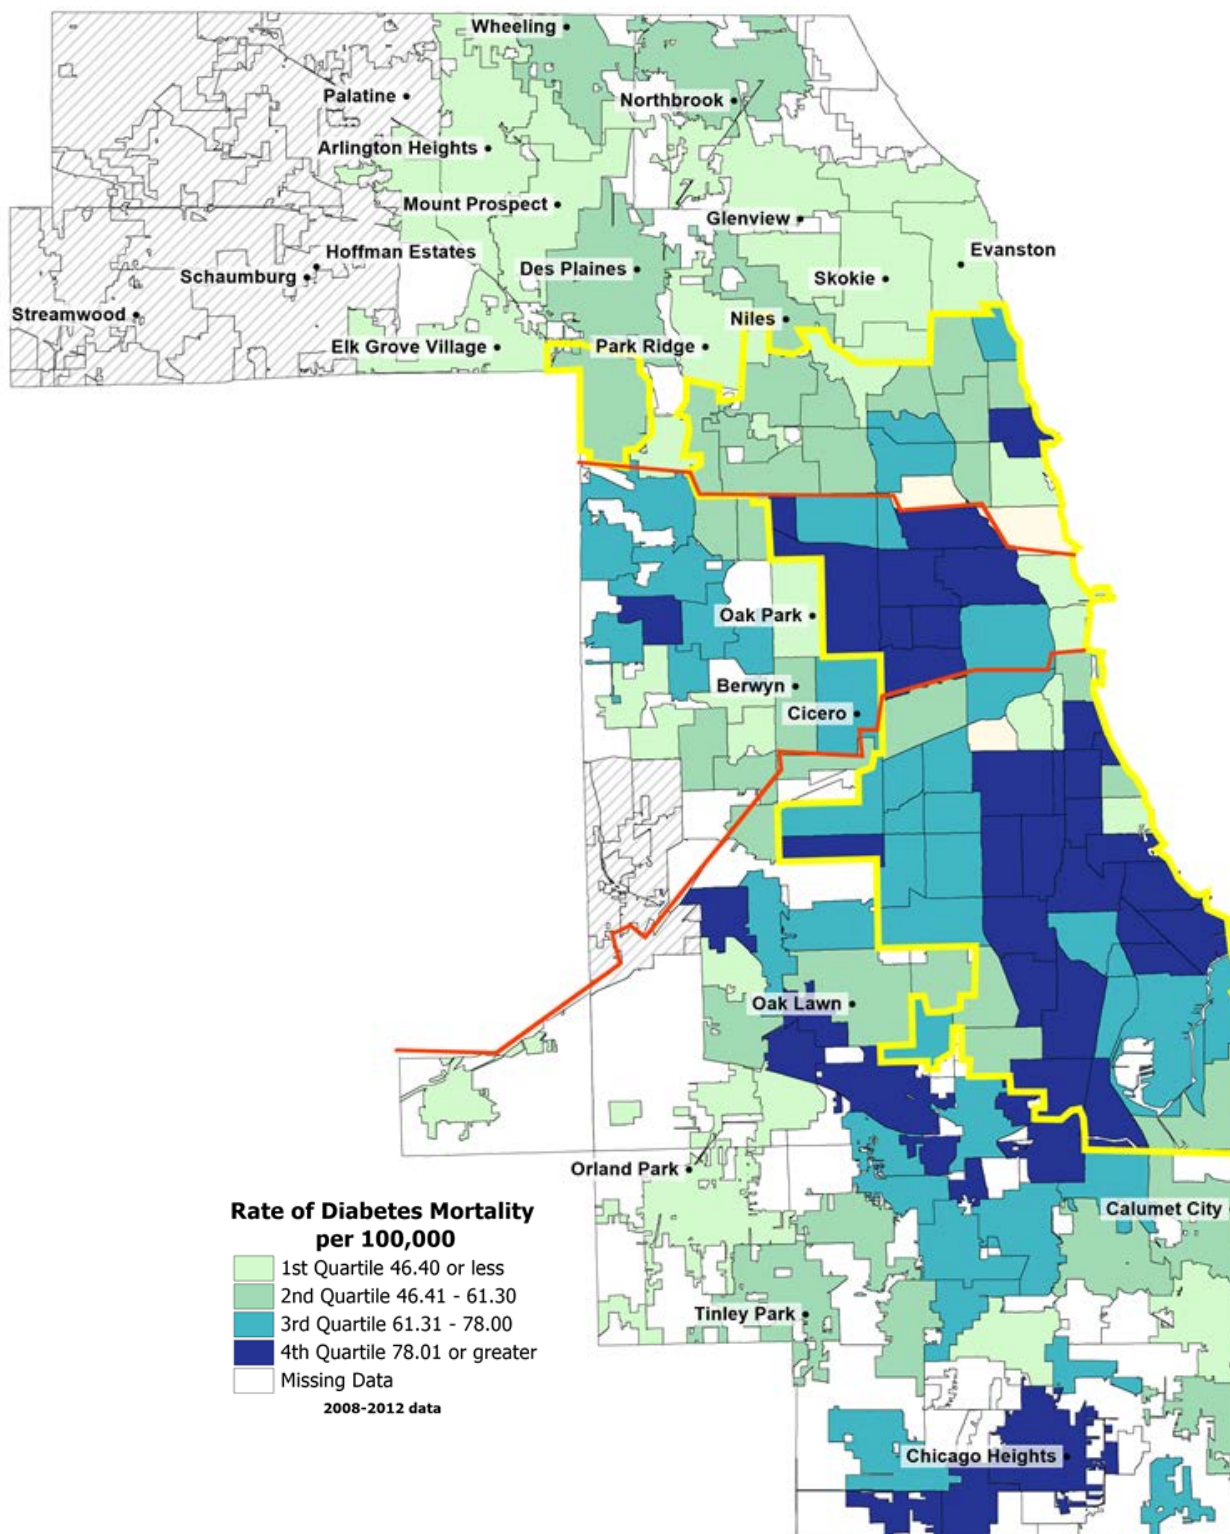 Wheeling
Palatine
Northbrook
Arlington Heights
Mount Prospect
Glenview
Hoffman Estates
Evanston
Schaumburg
Des Plaines
Skokie
Streamwood
Niles
Elk Grove Village
Park Ridge
Oak Park
Berwyn
Cicero
Oak Lawn
Orland Park
Calumet City
Rate of Diabetes Mortality
per 100,000
1st Quartile 46.40 or less
2nd Quartile 46.41 - 61.30
3rd Quartile 61.31 - 78.00
4th Quartile 78.01 or greater
Missing Data
2008-2012 data
Tinley Park
Chicago Heights